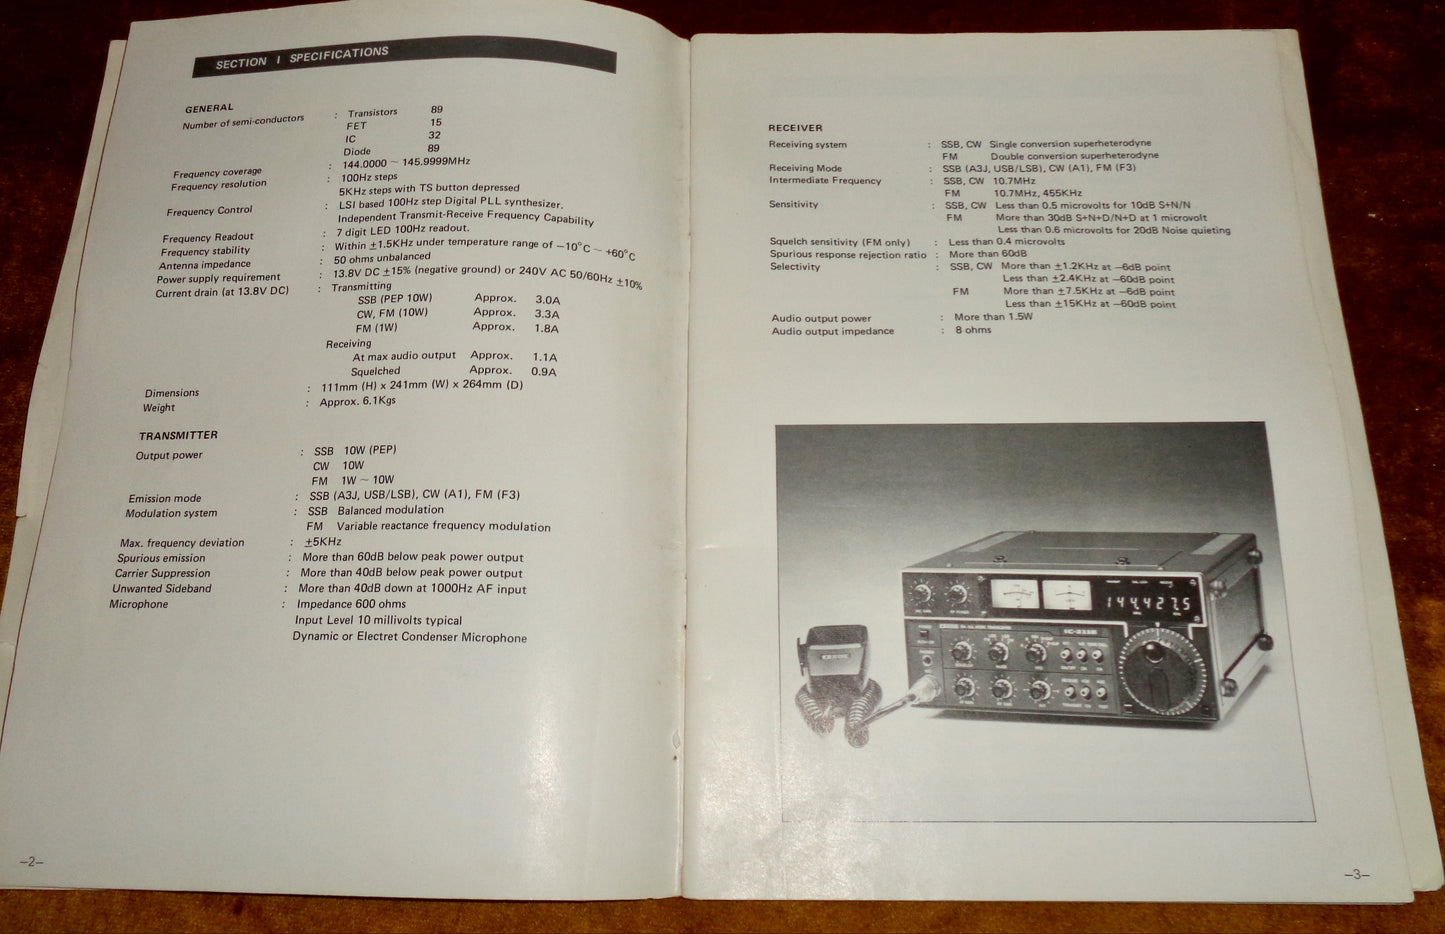 SECTION I SPECIFICATIONS
GENERAL
Number of semi-conductors : Transistors 89
FET 15
IC 32
Diode 89
Frequency coverage : 144.0000 ~ 145.9999MHz
Frequency resolution : 100Hz steps
5KHz steps with TS button depressed
Frequency Control : LSI based 100Hz step Digital PLL synthesizer.
Independent Transmit-Receive Frequency Capability
Frequency Readout : 7 digit LED 100Hz readout.
Frequency stability : Within ±1.5KHz under temperature range of −10°C ~ +60°C
Antenna impedance : 50 ohms unbalanced
Power supply requirement : 13.8V DC ±15% (negative ground) or 240V AC 50/60Hz ±10%
Current drain (at 13.8V DC) : Transmitting
SSB (PEP 10W) Approx. 3.0A
CW, FM (10W) Approx. 3.3A
FM (1W) Approx. 1.8A
Receiving
At max audio output Approx. 1.1A
Squelched Approx. 0.9A
Dimensions : 111mm (H) x 241mm (W) x 264mm (D)
Weight : Approx. 6.1Kgs
TRANSMITTER
Output power : SSB 10W (PEP)
CW 10W
FM 1W ~ 10W
Emission mode : SSB (A3J, USB/LSB), CW (A1), FM (F3)
Modulation system : SSB Balanced modulation
FM Variable reactance frequency modulation
Max. frequency deviation : ±5KHz
Spurious emission : More than 60dB below peak power output
Carrier Suppression : More than 40dB below peak power output
Unwanted Sideband : More than 40dB down at 1000Hz AF input
Microphone : Impedance 600 ohms
Input Level 10 millivolts typical
Dynamic or Electret Condenser Microphone
—2—
RECEIVER
Receiving system : SSB, CW Single conversion superheterodyne
FM Double conversion superheterodyne
Receiving Mode : SSB (A3J, USB/LSB), CW (A1), FM (F3)
Intermediate Frequency : SSB, CW 10.7MHz
FM 10.7MHz, 455KHz
Sensitivity : SSB, CW Less than 0.5 microvolts for 10dB S+N/N
FM More than 30dB S+N+D/N+D at 1 microvolt
Less than 0.6 microvolts for 20dB Noise quieting
Squelch sensitivity (FM only) : Less than 0.4 microvolts
Spurious response rejection ratio : More than 60dB
Selectivity : SSB, CW More than ±1.2KHz at −6dB point
Less than ±2.4KHz at −60dB point
FM More than ±7.5KHz at −6dB point
Less than ±15KHz at −60dB point
Audio output power : More than 1.5W
Audio output impedance : 8 ohms
144.427.5
—3—